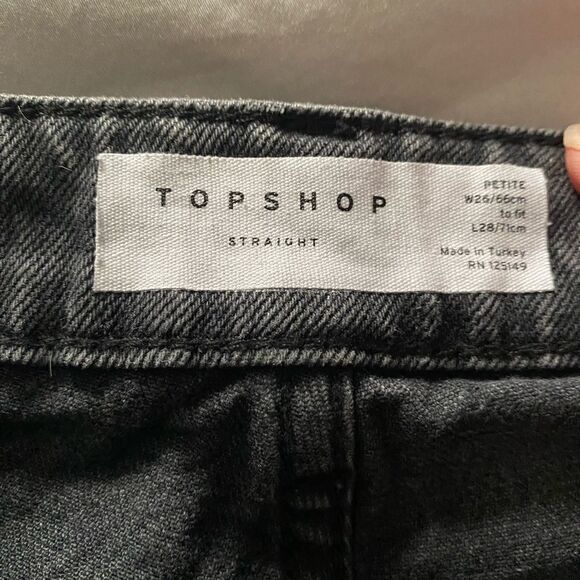 TOPSHOP
STRAIGHT
PETITE
W26/66cm
to fit
L28/71cm
Made in Turkey
RN 125149